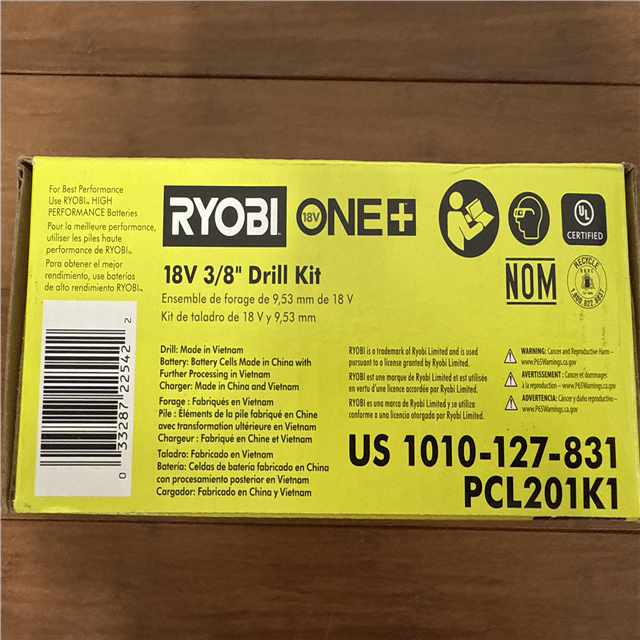 For Best Performance
Use RYOBI™ HIGH
PERFORMANCE Batteries
Pour la meilleure performance,
utiliser les piles haute
performance de RYOBI™
Para obtener el mejor
rendimiento, use baterías
de alto rendimiento RYOBI™
RYOBI
18V ONE+
UL
CERTIFIED
18V 3/8" Drill Kit
Ensemble de forage de 9,53 mm de 18 V
Kit de taladro de 18 V y 9,53 mm
NOM
RECYCLE
RBRC
Li-ion
1.800.822.8837
Drill: Made in Vietnam
Battery: Battery Cells Made in China with
Further Processing in Vietnam
Charger: Made in China and Vietnam
Forage : Fabriqués en Vietnam
Pile : Éléments de la pile fabriqué en Chine
avec transformation ultérieure en Vietnam
Chargeur : Fabriqué en Chine et Vietnam
Taladro: Fabricado en Vietnam
Batería: Celdas de batería fabricado en China
con procesamiento posterior en Vietnam
Cargador: Fabricado en China y Vietnam
RYOBI is a trademark of Ryobi Limited and is used
pursuant to a license granted by Ryobi Limited.
RYOBI est une marque de Ryobi Limited et est utilisée
en vertu d'une licence accordée par Ryobi Limited.
RYOBI es una marca de Ryobi Limited y se utiliza
conforme a una licencia otorgada por Ryobi Limited.
WARNING: Cancer and Reproductive Harm –
www.P65Warnings.ca.gov
AVERTISSEMENT : Cancer et dommages
à la reproduction – www.P65Warnings.ca.gov
ADVERTENCIA: Cáncer y daño reproductivo –
www.P65Warnings.ca.gov
0 33287 22542 2
US 1010-127-831
PCL201K1